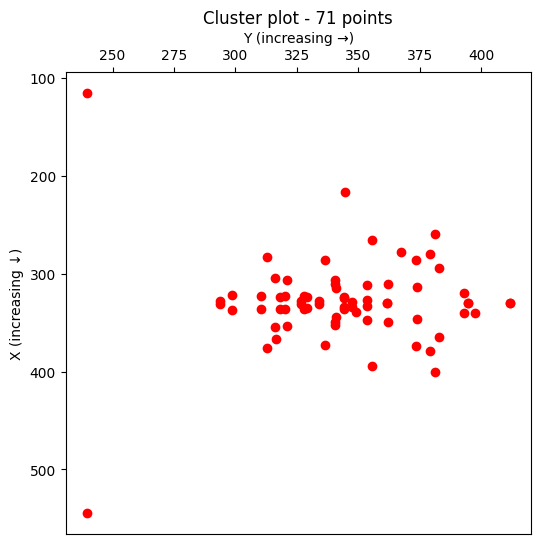 Cluster plot - 71 points
Y (increasing →)
250 275 300 325 350 375 400
X (increasing ↓)
100
200
300
400
500